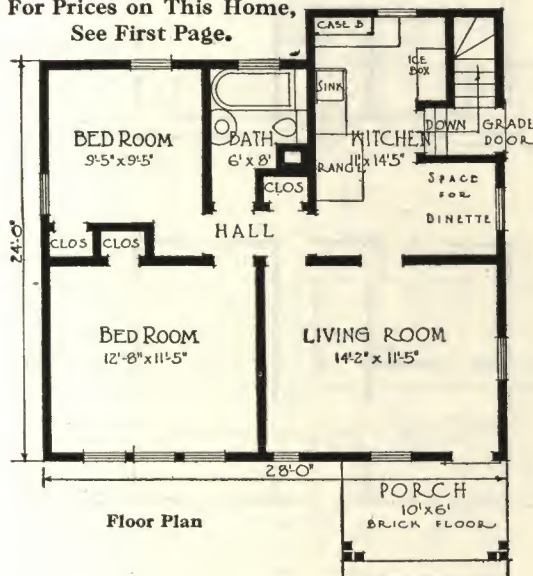 For Prices on This Home,
See First Page.
CASE B
ICE
BOX
SINK
BED ROOM
9'-5" x 9'-5"
BATH
6' x 8'
KITCHEN
11' x 14'5"
DOWN
GRADE
DOOR
RANGE
CLOS
SPACE
FOR
DINETTE
HALL
CLOS
CLOS
24'-0"
BED ROOM
12'-8" x 11'-5"
LIVING ROOM
14'-2" x 11'-5"
28'-0"
Floor Plan
PORCH
10' x 6'
BRICK FLOOR